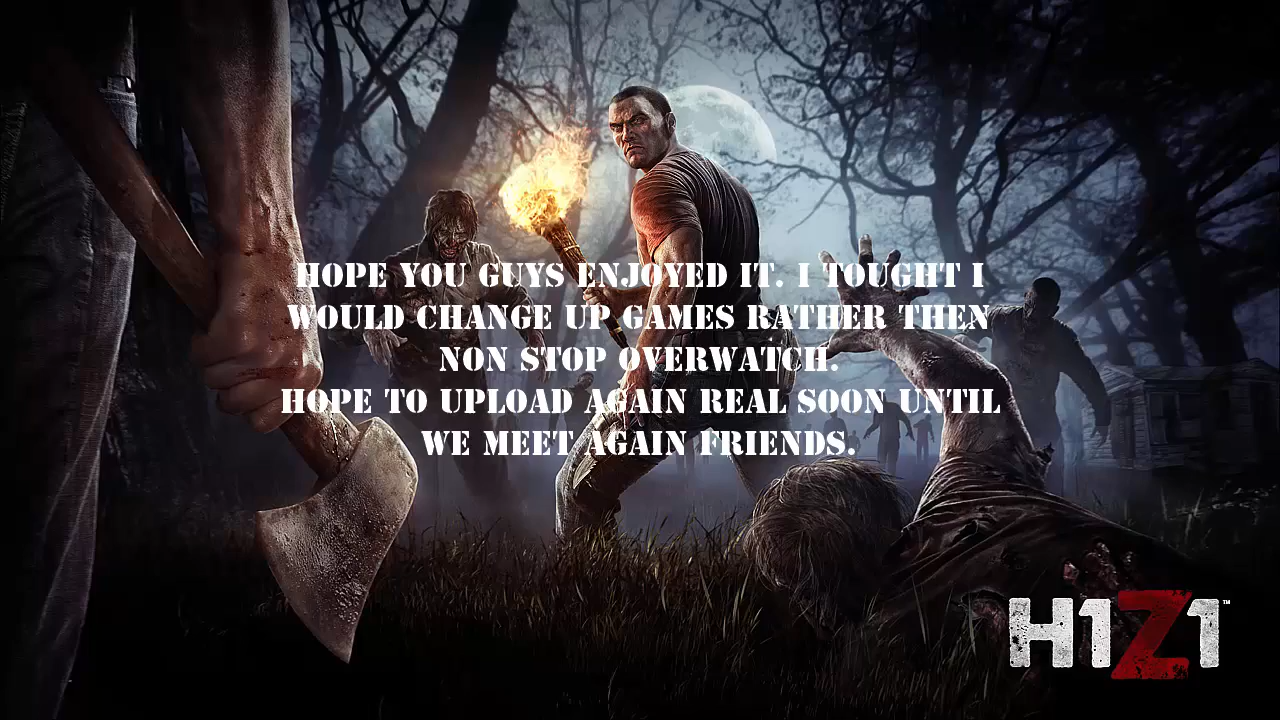 HOPE YOU GUYS ENJOYED IT. I TOUGHT I
WOULD CHANGE UP GAMES RATHER THEN
NON STOP OVERWATCH.
HOPE TO UPLOAD AGAIN REAL SOON UNTIL
WE MEET AGAIN FRIENDS.
H1Z1™